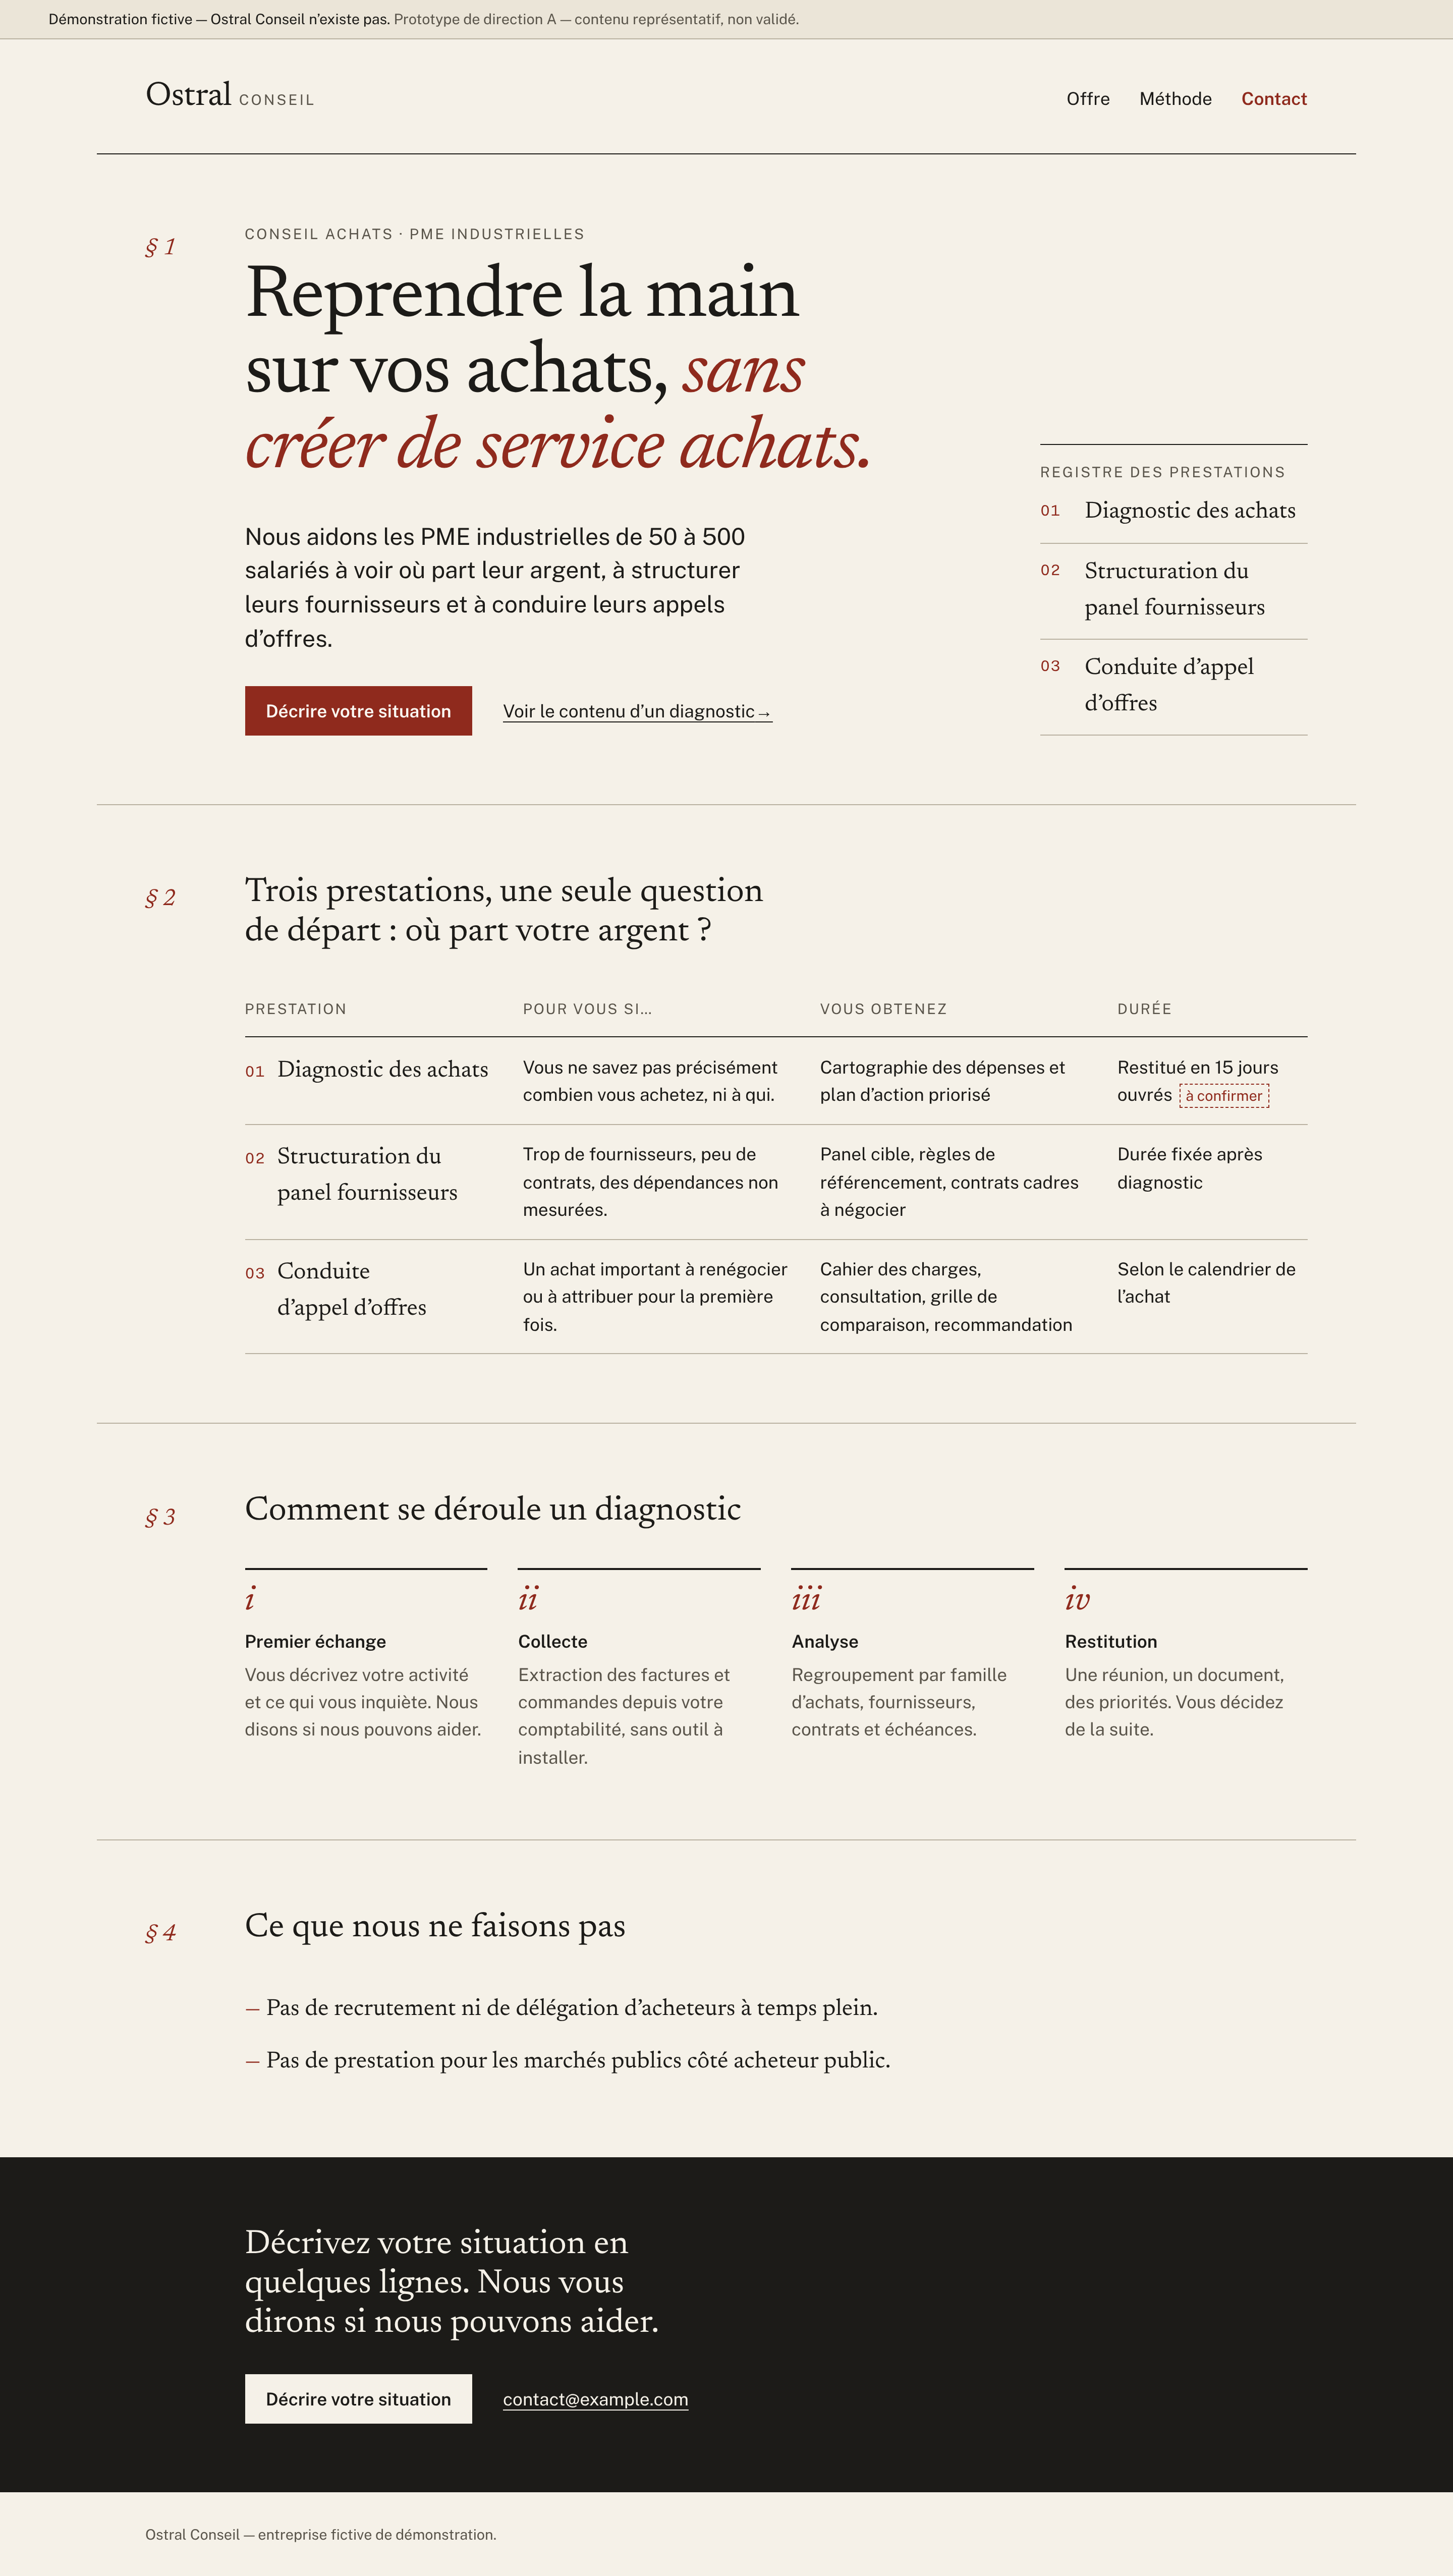 Démonstration fictive — Ostral Conseil n’existe pas. Prototype de direction A — contenu représentatif, non validé.
Ostral CONSEIL
Offre Méthode Contact
§ 1
CONSEIL ACHATS · PME INDUSTRIELLES
Reprendre la main
sur vos achats, sans
créer de service achats.
Nous aidons les PME industrielles de 50 à 500
salariés à voir où part leur argent, à structurer
leurs fournisseurs et à conduire leurs appels
d’offres.
Décrire votre situation
Voir le contenu d’un diagnostic→
REGISTRE DES PRESTATIONS
01 Diagnostic des achats
02 Structuration du
panel fournisseurs
03 Conduite d’appel
d’offres
§ 2
Trois prestations, une seule question
de départ : où part votre argent ?
PRESTATION POUR VOUS SI… VOUS OBTENEZ DURÉE
01 Diagnostic des achats
Vous ne savez pas précisément
combien vous achetez, ni à qui.
Cartographie des dépenses et
plan d’action priorisé
Restitué en 15 jours
ouvrés à confirmer
02 Structuration du
panel fournisseurs
Trop de fournisseurs, peu de
contrats, des dépendances non
mesurées.
Panel cible, règles de
référencement, contrats cadres
à négocier
Durée fixée après
diagnostic
03 Conduite
d’appel d’offres
Un achat important à renégocier
ou à attribuer pour la première
fois.
Cahier des charges,
consultation, grille de
comparaison, recommandation
Selon le calendrier de
l’achat
§ 3
Comment se déroule un diagnostic
i
Premier échange
Vous décrivez votre activité
et ce qui vous inquiète. Nous
disons si nous pouvons aider.
ii
Collecte
Extraction des factures et
commandes depuis votre
comptabilité, sans outil à
installer.
iii
Analyse
Regroupement par famille
d’achats, fournisseurs,
contrats et échéances.
iv
Restitution
Une réunion, un document,
des priorités. Vous décidez
de la suite.
§ 4
Ce que nous ne faisons pas
— Pas de recrutement ni de délégation d’acheteurs à temps plein.
— Pas de prestation pour les marchés publics côté acheteur public.
Décrivez votre situation en
quelques lignes. Nous vous
dirons si nous pouvons aider.
Décrire votre situation
contact@example.com
Ostral Conseil — entreprise fictive de démonstration.